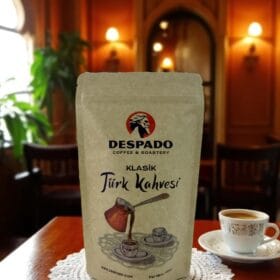 DESPADO
COFFEE & ROASTERY
KLASİK
Türk Kahvesi